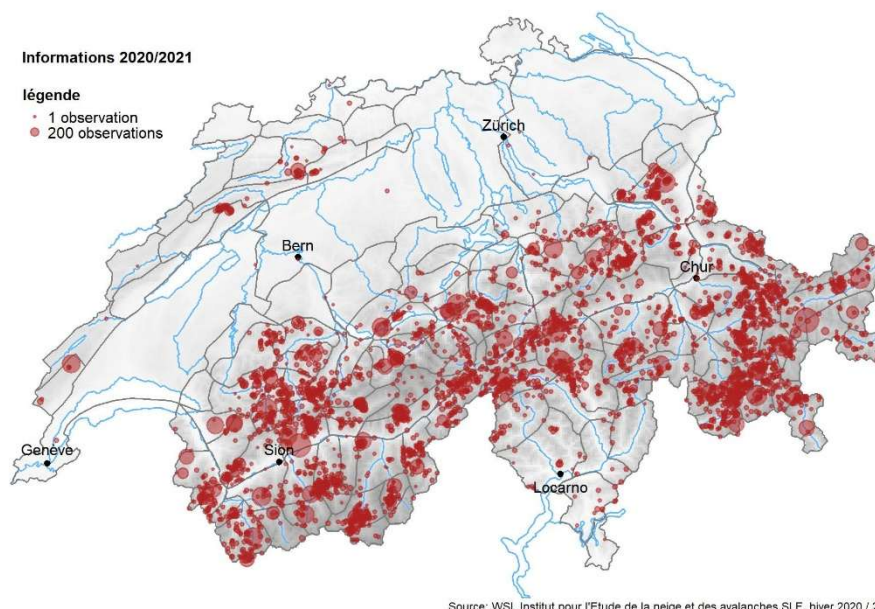 Informations 2020/2021
légende
1 observation
200 observations
Zürich
Bern
Chur
Genève
Sion
Locarno
Source: WSL Institut pour l'Etude de la neige et des avalanches SLF, hiver 2020 / 2